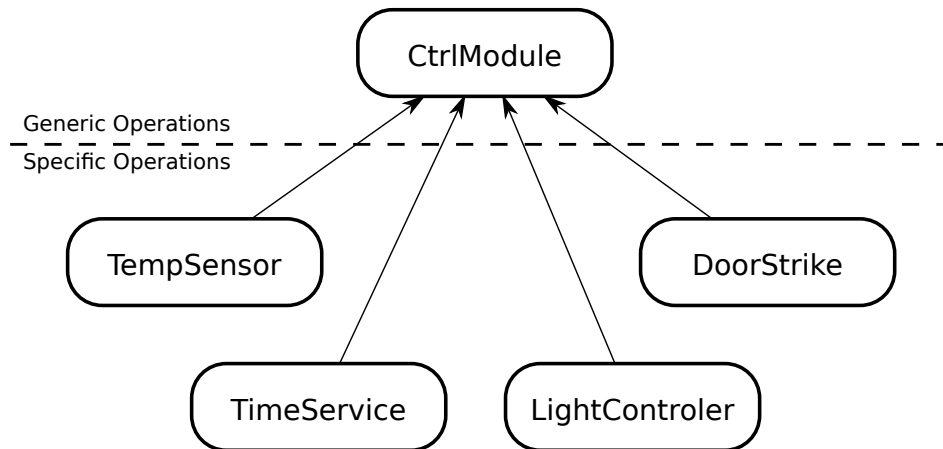 CtrlModule
Generic Operations
Specific Operations
TempSensor
DoorStrike
TimeService
LightControler